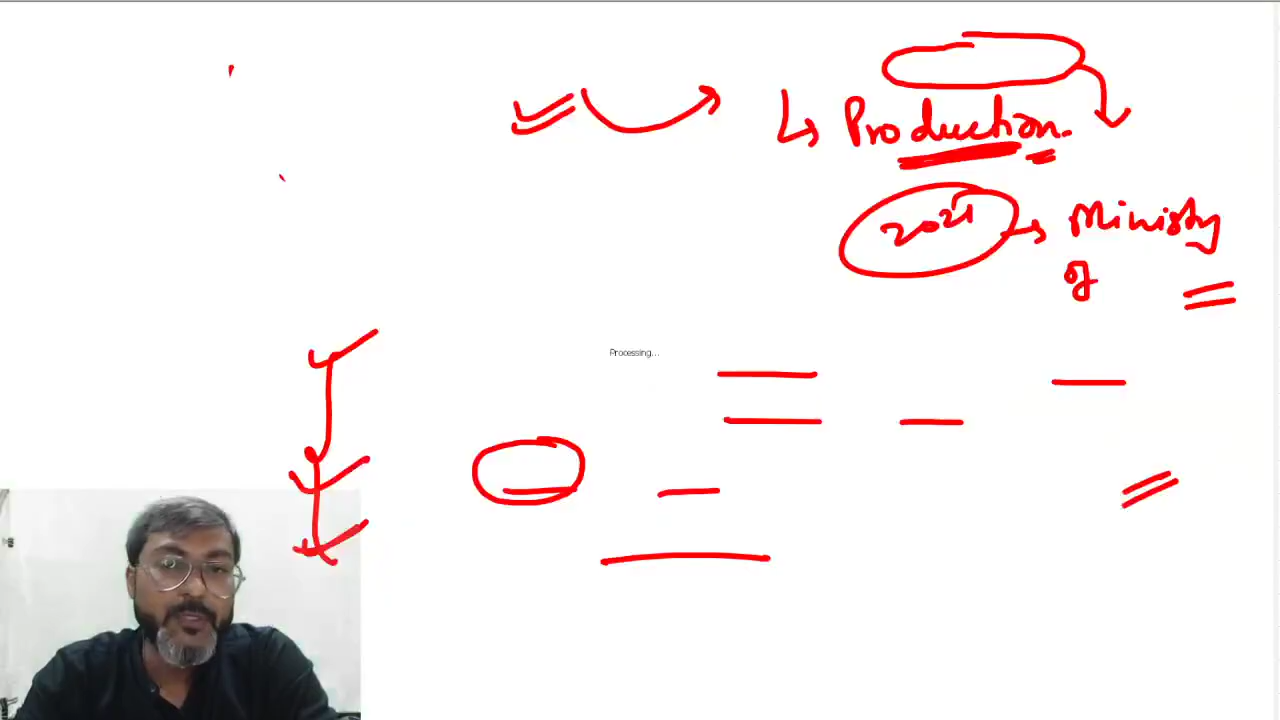 Production.
2021 → Ministry
of
Processing...